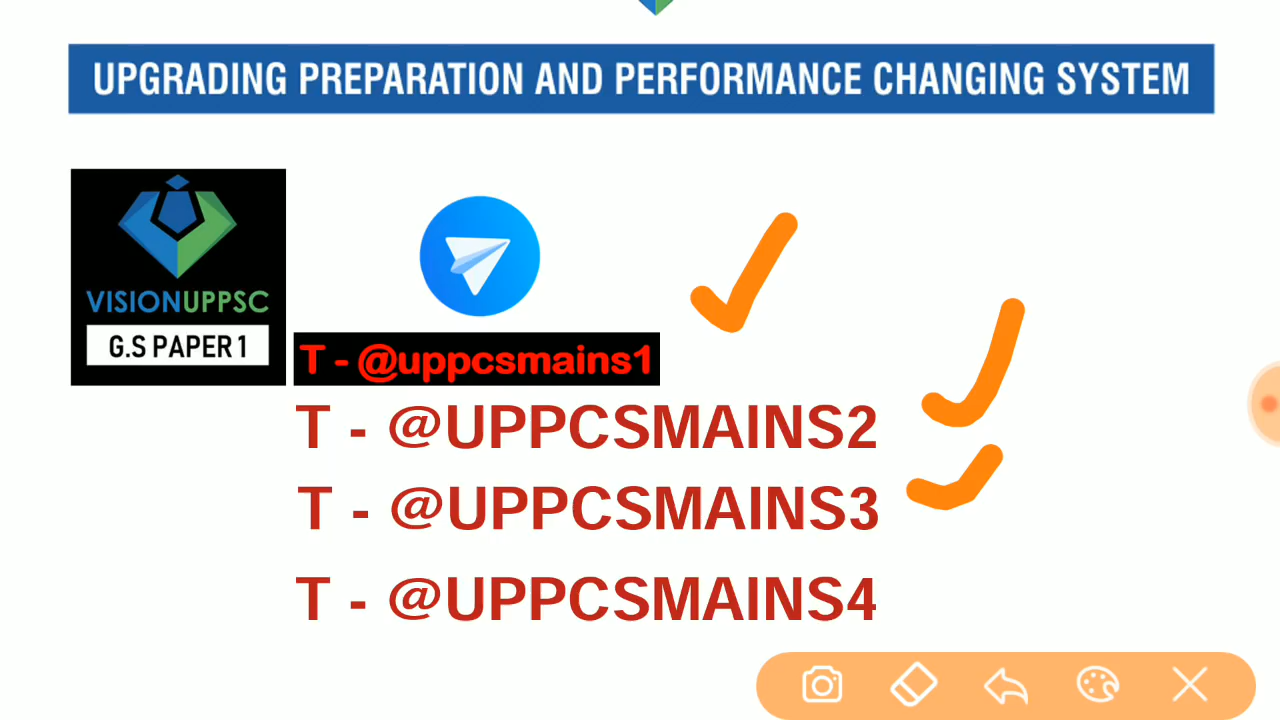 UPGRADING PREPARATION AND PERFORMANCE CHANGING SYSTEM
VISIONUPPSC
G.S PAPER 1
T - @uppcsmains1
T - @UPPCSMAINS2
T - @UPPCSMAINS3
T - @UPPCSMAINS4